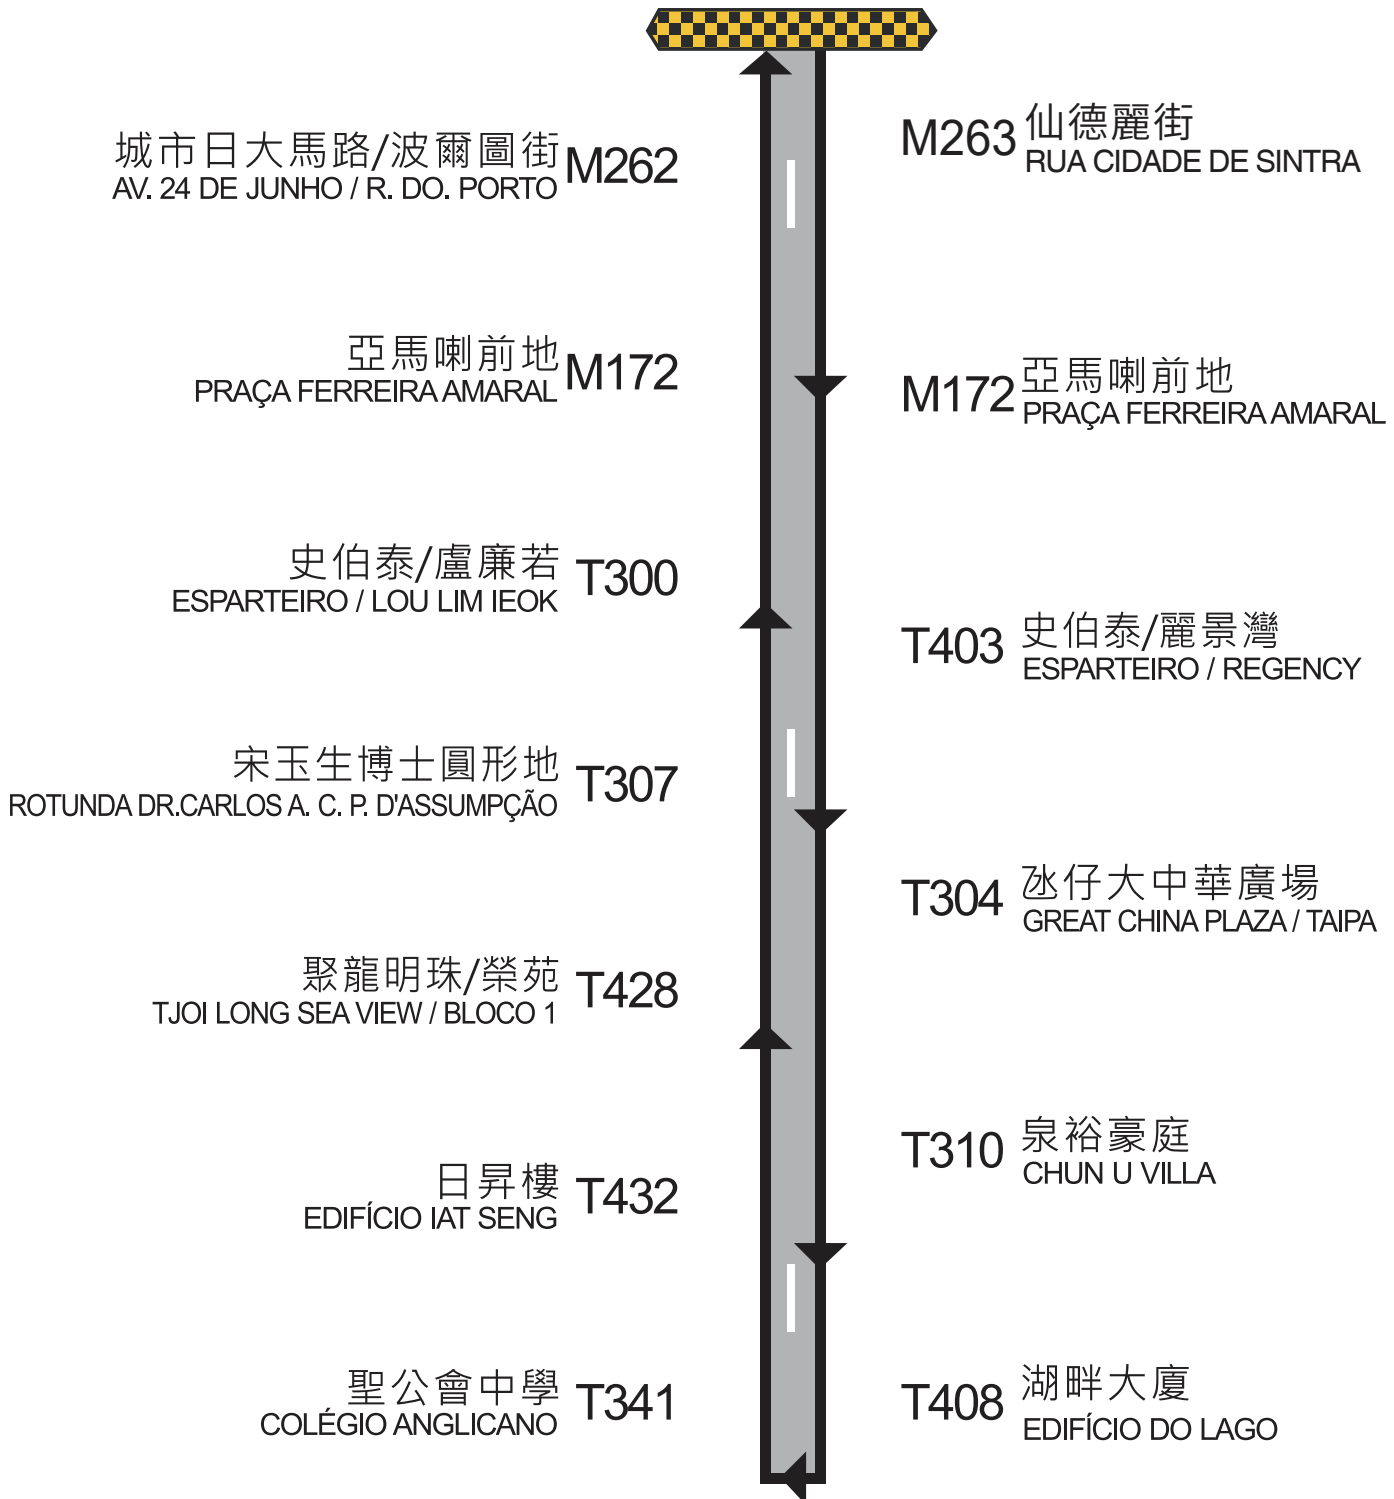 城市日大馬路/波爾圖街
AV. 24 DE JUNHO / R. DO. PORTO
M262
亞馬喇前地
PRAÇA FERREIRA AMARAL
M172
史伯泰/盧廉若
ESPARTEIRO / LOU LIM IEOK
T300
宋玉生博士圓形地
ROTUNDA DR.CARLOS A. C. P. D'ASSUMPÇÃO
T307
聚龍明珠/榮苑
TJOI LONG SEA VIEW / BLOCO 1
T428
日昇樓
EDIFÍCIO IAT SENG
T432
聖公會中學
COLÉGIO ANGLICANO
T341
M263
仙德麗街
RUA CIDADE DE SINTRA
M172
亞馬喇前地
PRAÇA FERREIRA AMARAL
T403
史伯泰/麗景灣
ESPARTEIRO / REGENCY
T304
氹仔大中華廣場
GREAT CHINA PLAZA / TAIPA
T310
泉裕豪庭
CHUN U VILLA
T408
湖畔大廈
EDIFÍCIO DO LAGO